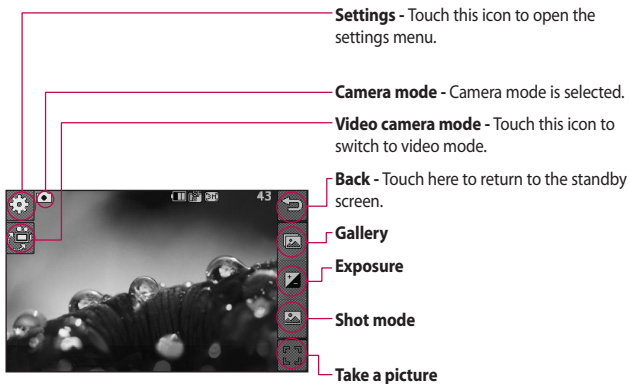 Settings - Touch this icon to open the
settings menu.
Camera mode - Camera mode is selected.
Video camera mode - Touch this icon to
switch to video mode.
Back - Touch here to return to the standby
screen.
43
Gallery
Exposure
Shot mode
Take a picture